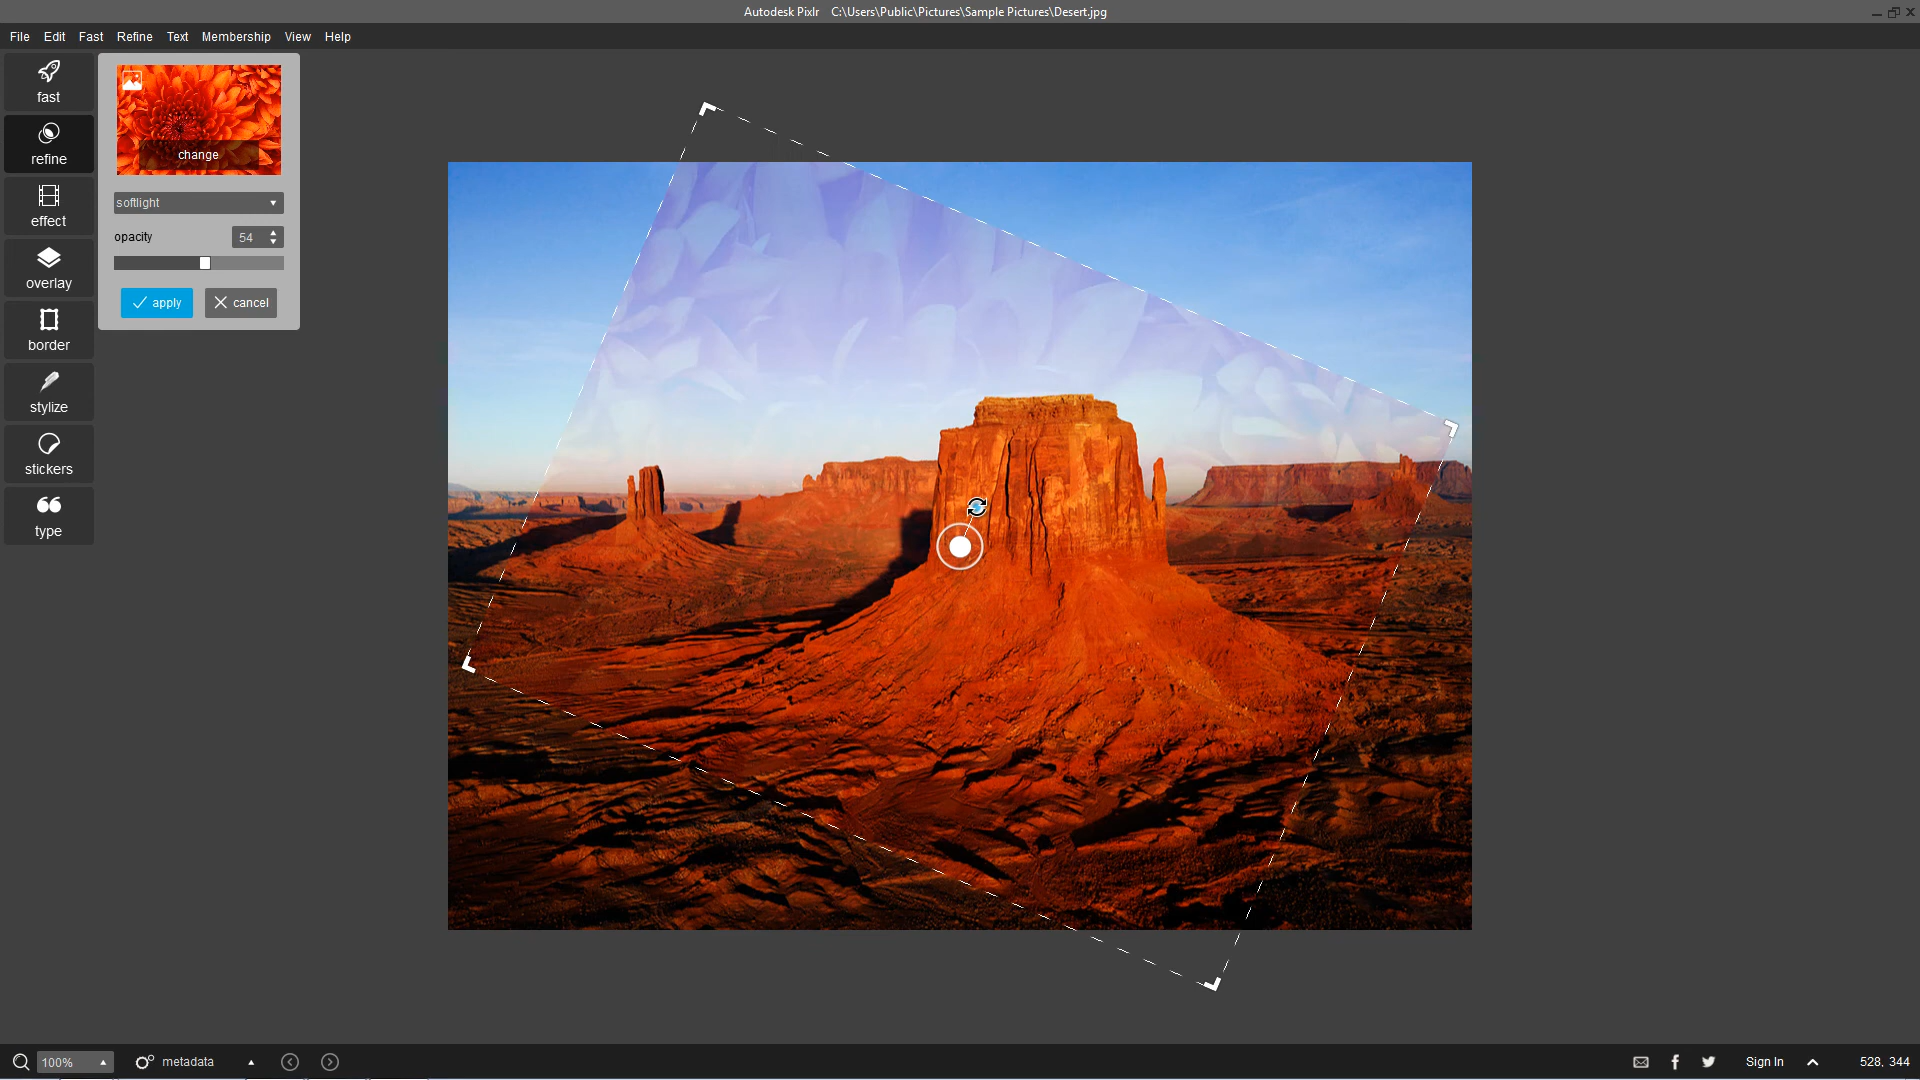 Autodesk Pixlr C:\Users\Public\Pictures\Sample Pictures\Desert.jpg
File Edit Fast Refine Text Membership View Help
fast
refine
effect
overlay
border
stylize
stickers
type
change
softlight
opacity 54
apply cancel
100% metadata Sign In 528, 344